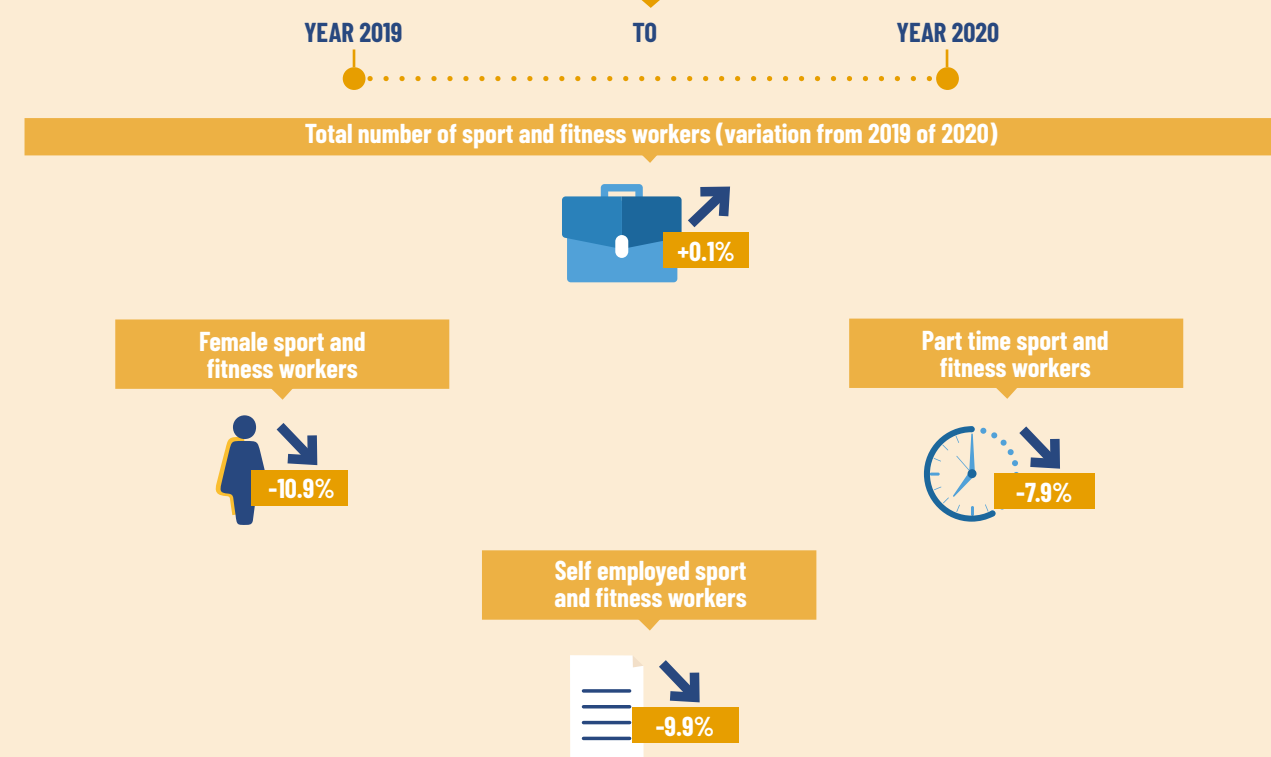 YEAR 2019
TO
YEAR 2020
Total number of sport and fitness workers (variation from 2019 of 2020)
+0.1%
Female sport and
fitness workers
-10.9%
Part time sport and
fitness workers
-7.9%
Self employed sport
and fitness workers
-9.9%